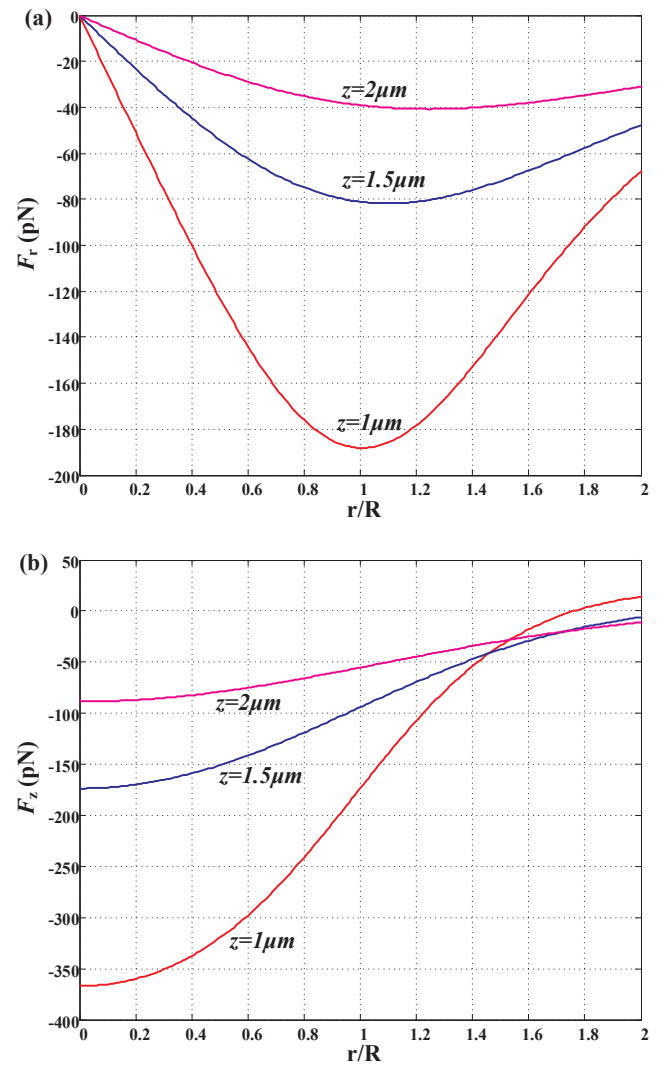 (a)
0
-20
-40
-60
-80
-100
-120
-140
-160
-180
-200
F_r (pN)
z=2μm
z=1.5μm
z=1μm
0 0.2 0.4 0.6 0.8 1 1.2 1.4 1.6 1.8 2
r/R
(b)
50
0
-50
-100
-150
-200
-250
-300
-350
-400
F_z (pN)
z=2μm
z=1.5μm
z=1μm
0 0.2 0.4 0.6 0.8 1 1.2 1.4 1.6 1.8 2
r/R